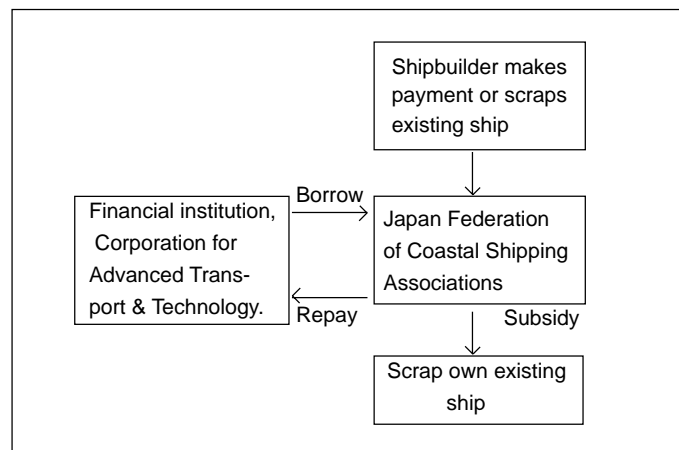 Shipbuilder makes
payment or scraps
existing ship
Borrow
Financial institution,
Corporation for
Advanced Trans-
port & Technology.
Japan Federation
of Coastal Shipping
Associations
Repay
Subsidy
Scrap own existing
ship